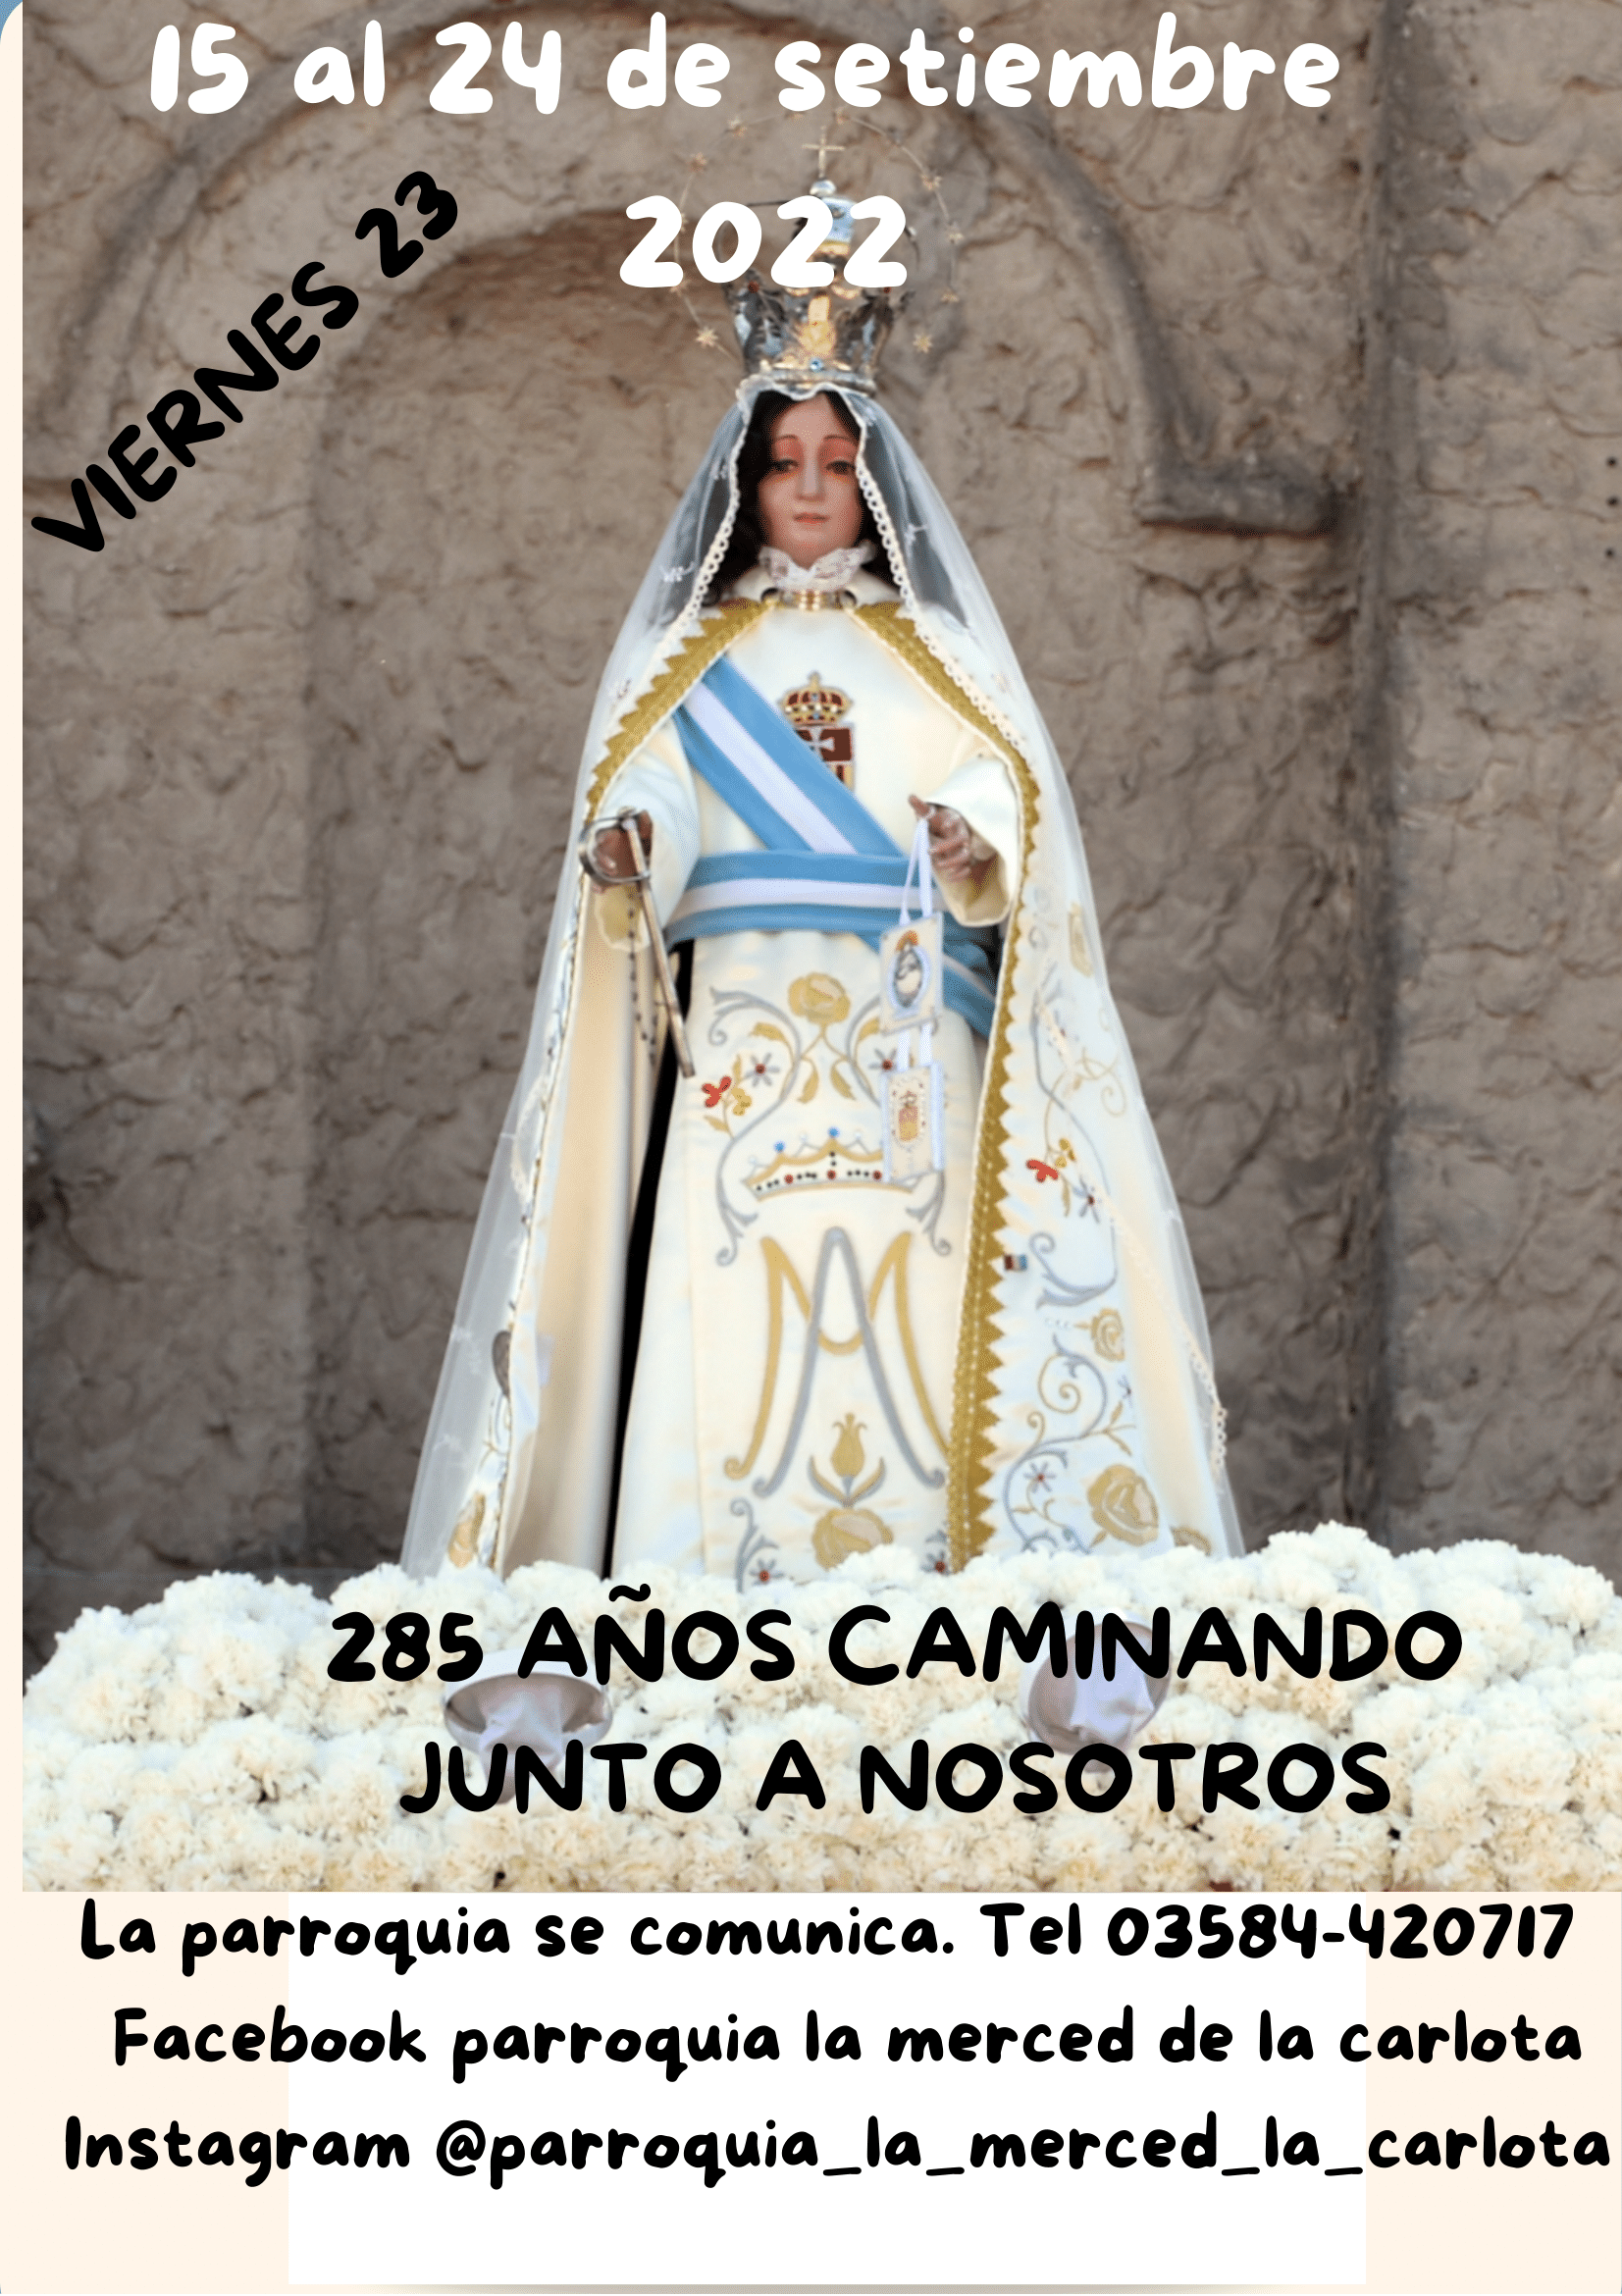 15 al 24 de setiembre
2022
VIERNES 23
285 AÑOS CAMINANDO
JUNTO A NOSOTROS
La parroquia se comunica. Tel 03584-420717
Facebook parroquia la merced de la carlota
Instagram @parroquia_la_merced_la_carlota